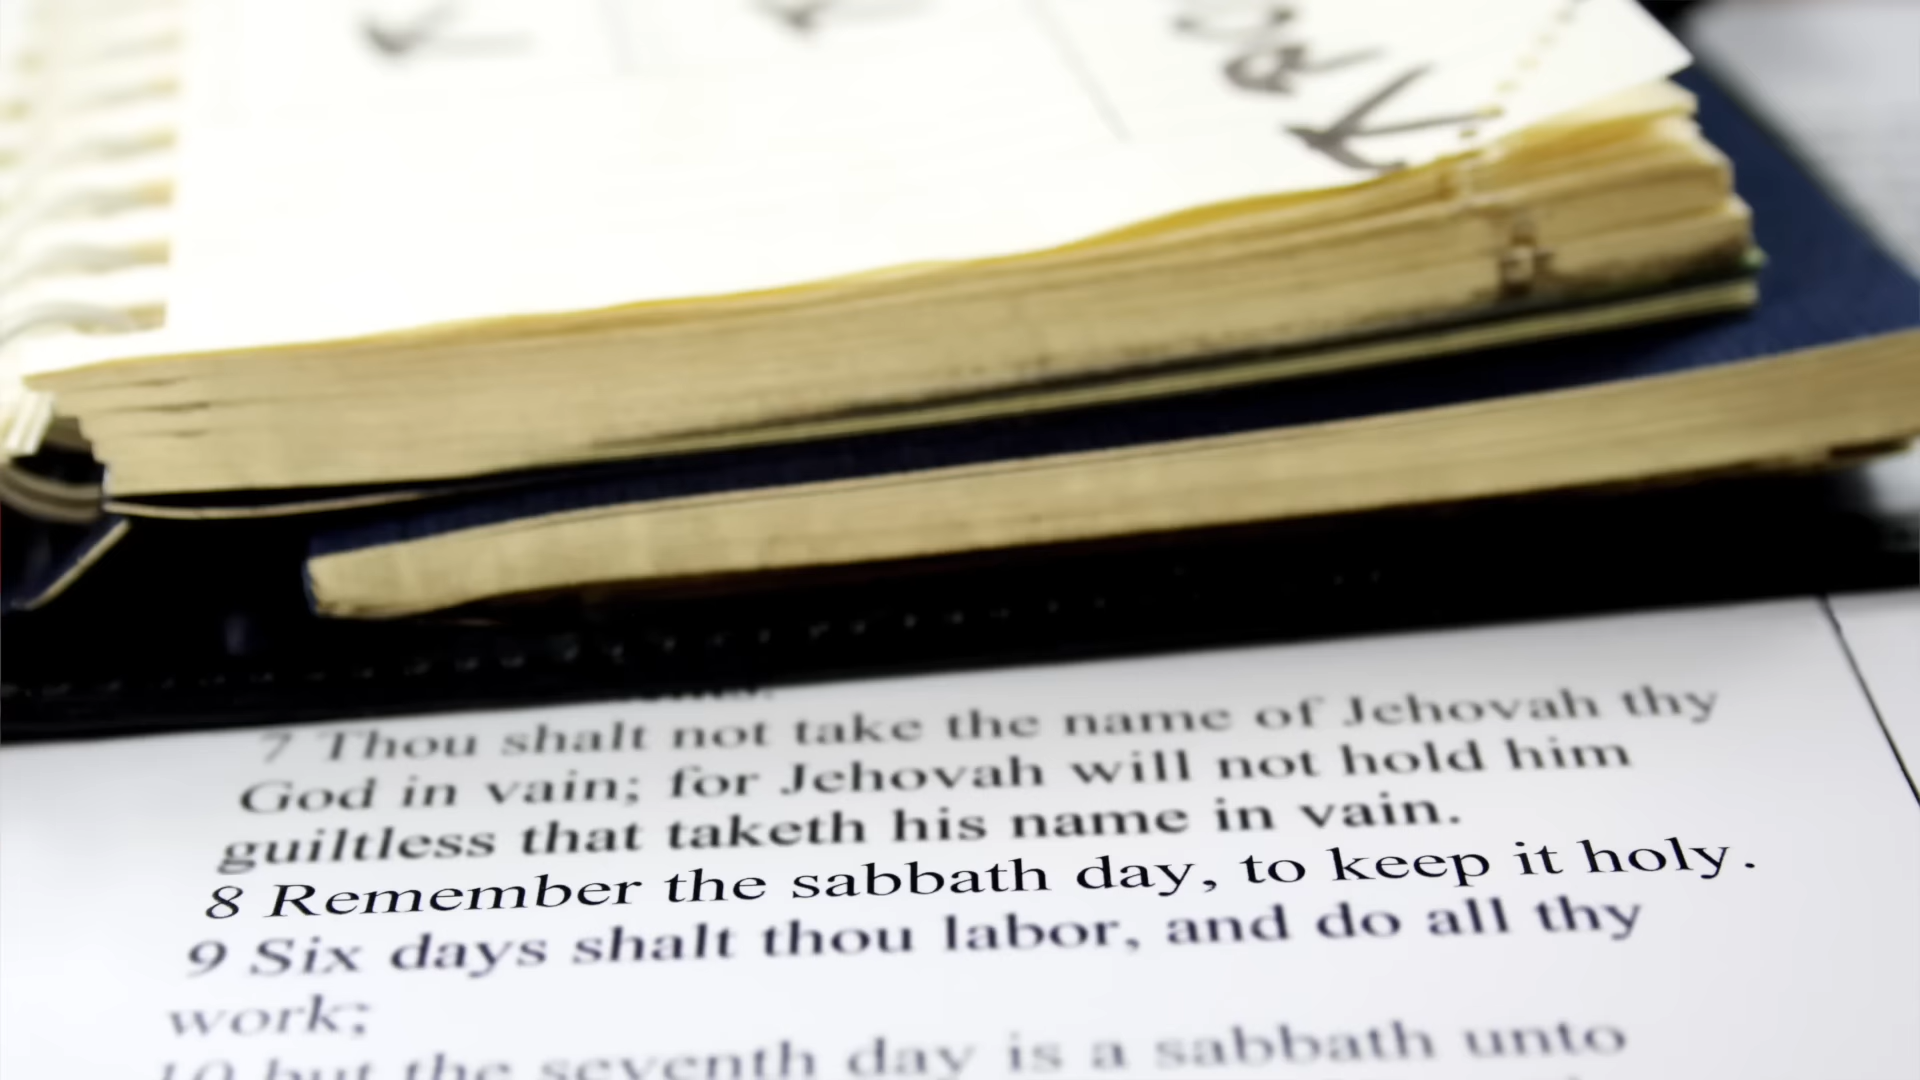 K
OR
K
7 Thou shalt not take the name of Jehovah thy
God in vain; for Jehovah will not hold him
guiltless that taketh his name in vain.
8 Remember the sabbath day, to keep it holy.
9 Six days shalt thou labor, and do all thy
work;
10 but the seventh day is a sabbath unto